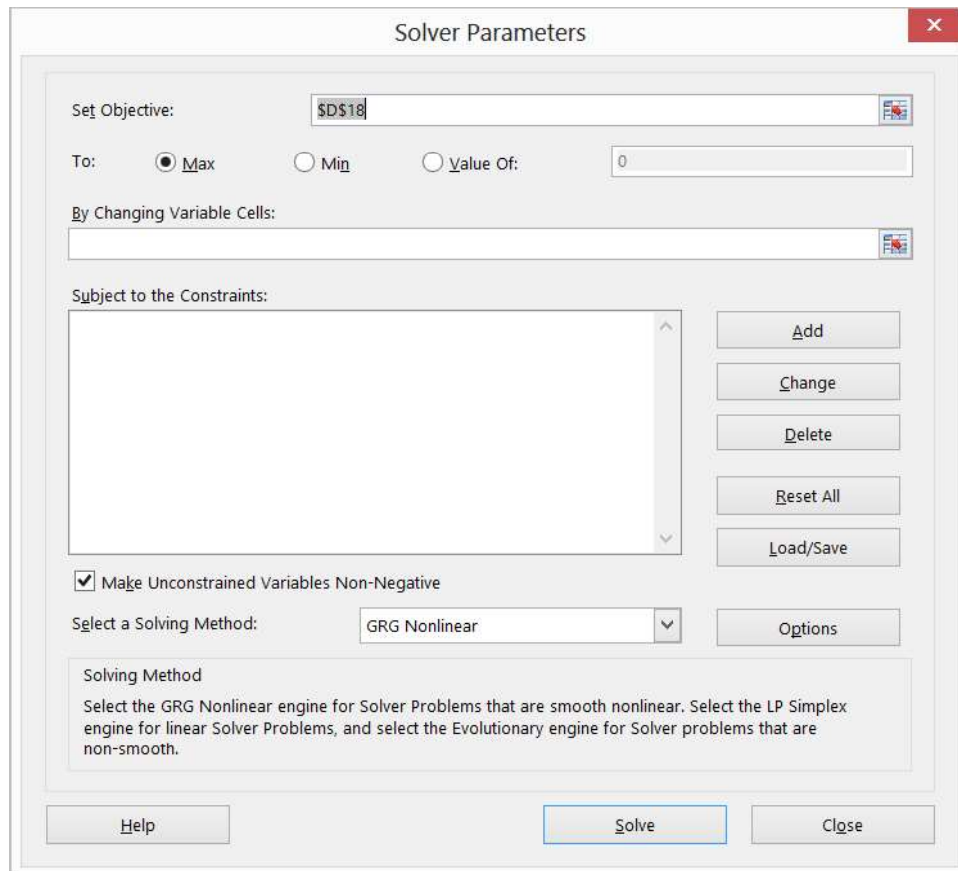 Solver Parameters
Set Objective:
$D$18
To:
Max
Min
Value Of:
0
By Changing Variable Cells:
Subject to the Constraints:
Add
Change
Delete
Reset All
Load/Save
Make Unconstrained Variables Non-Negative
Select a Solving Method:
GRG Nonlinear
Options
Solving Method
Select the GRG Nonlinear engine for Solver Problems that are smooth nonlinear. Select the LP Simplex
engine for linear Solver Problems, and select the Evolutionary engine for Solver problems that are
non-smooth.
Help
Solve
Close